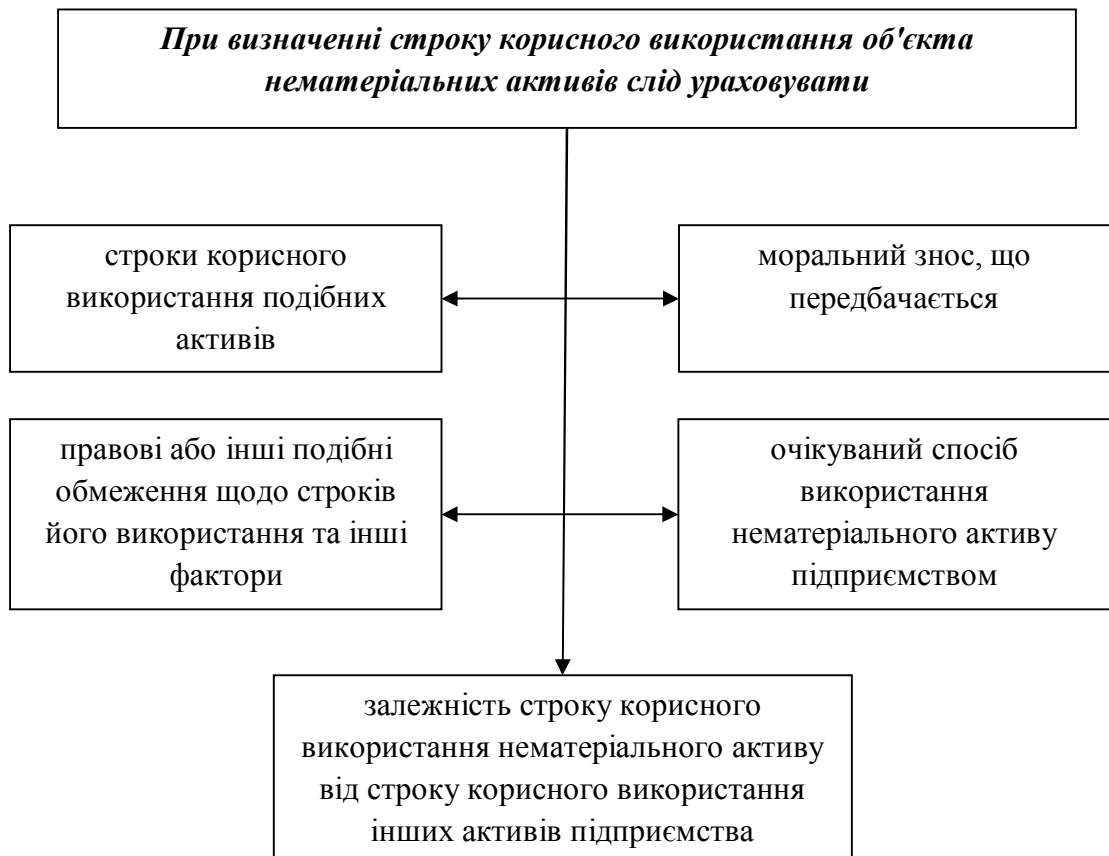 При визначенні строку корисного використання об'єкта
нематеріальних активів слід ураховувати
строки корисного
використання подібних
активів
моральний знос, що
передбачається
правові або інші подібні
обмеження щодо строків
його використання та інші
фактори
очікуваний спосіб
використання
нематеріального активу
підприємством
залежність строку корисного
використання нематеріального активу
від строку корисного використання
інших активів підприємства